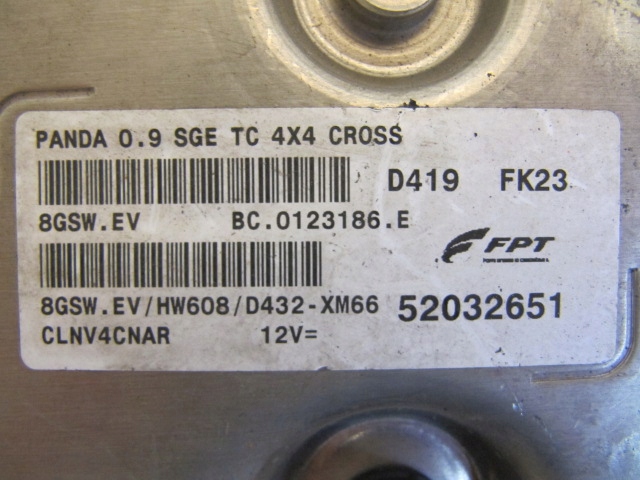 PANDA 0.9 SGE TC 4X4 CROSS
D419 FK23
8GSW.EV BC.0123186.E
FPT
8GSW.EV/HW608/D432-XM66 52032651
CLNV4CNAR 12V=